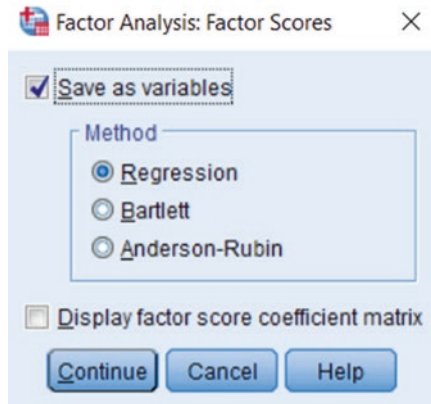 Factor Analysis: Factor Scores
Save as variables
Method
Regression
Bartlett
Anderson-Rubin
Display factor score coefficient matrix
Continue Cancel Help